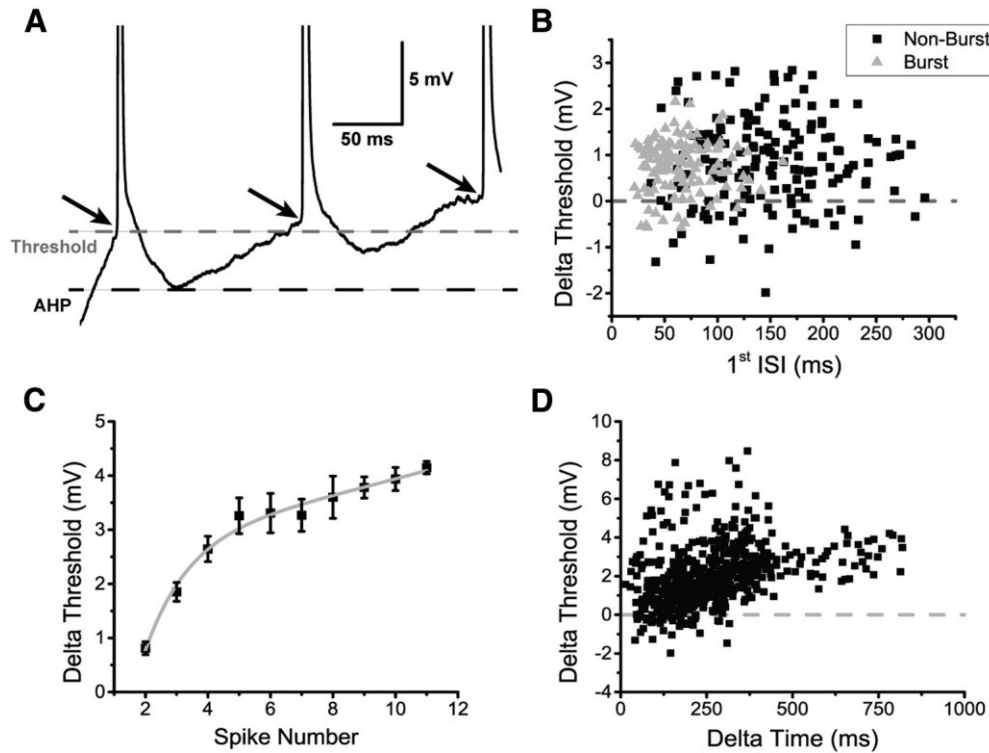 A
5 mV
50 ms
Threshold
AHP
B
Non-Burst
Burst
Delta Threshold (mV)
3
2
1
0
-1
-2
0 50 100 150 200 250 300
1st ISI (ms)
C
Delta Threshold (mV)
5
4
3
2
1
0
2 4 6 8 10 12
Spike Number
D
Delta Threshold (mV)
10
8
6
4
2
0
-2
-4
0 250 500 750 1000
Delta Time (ms)